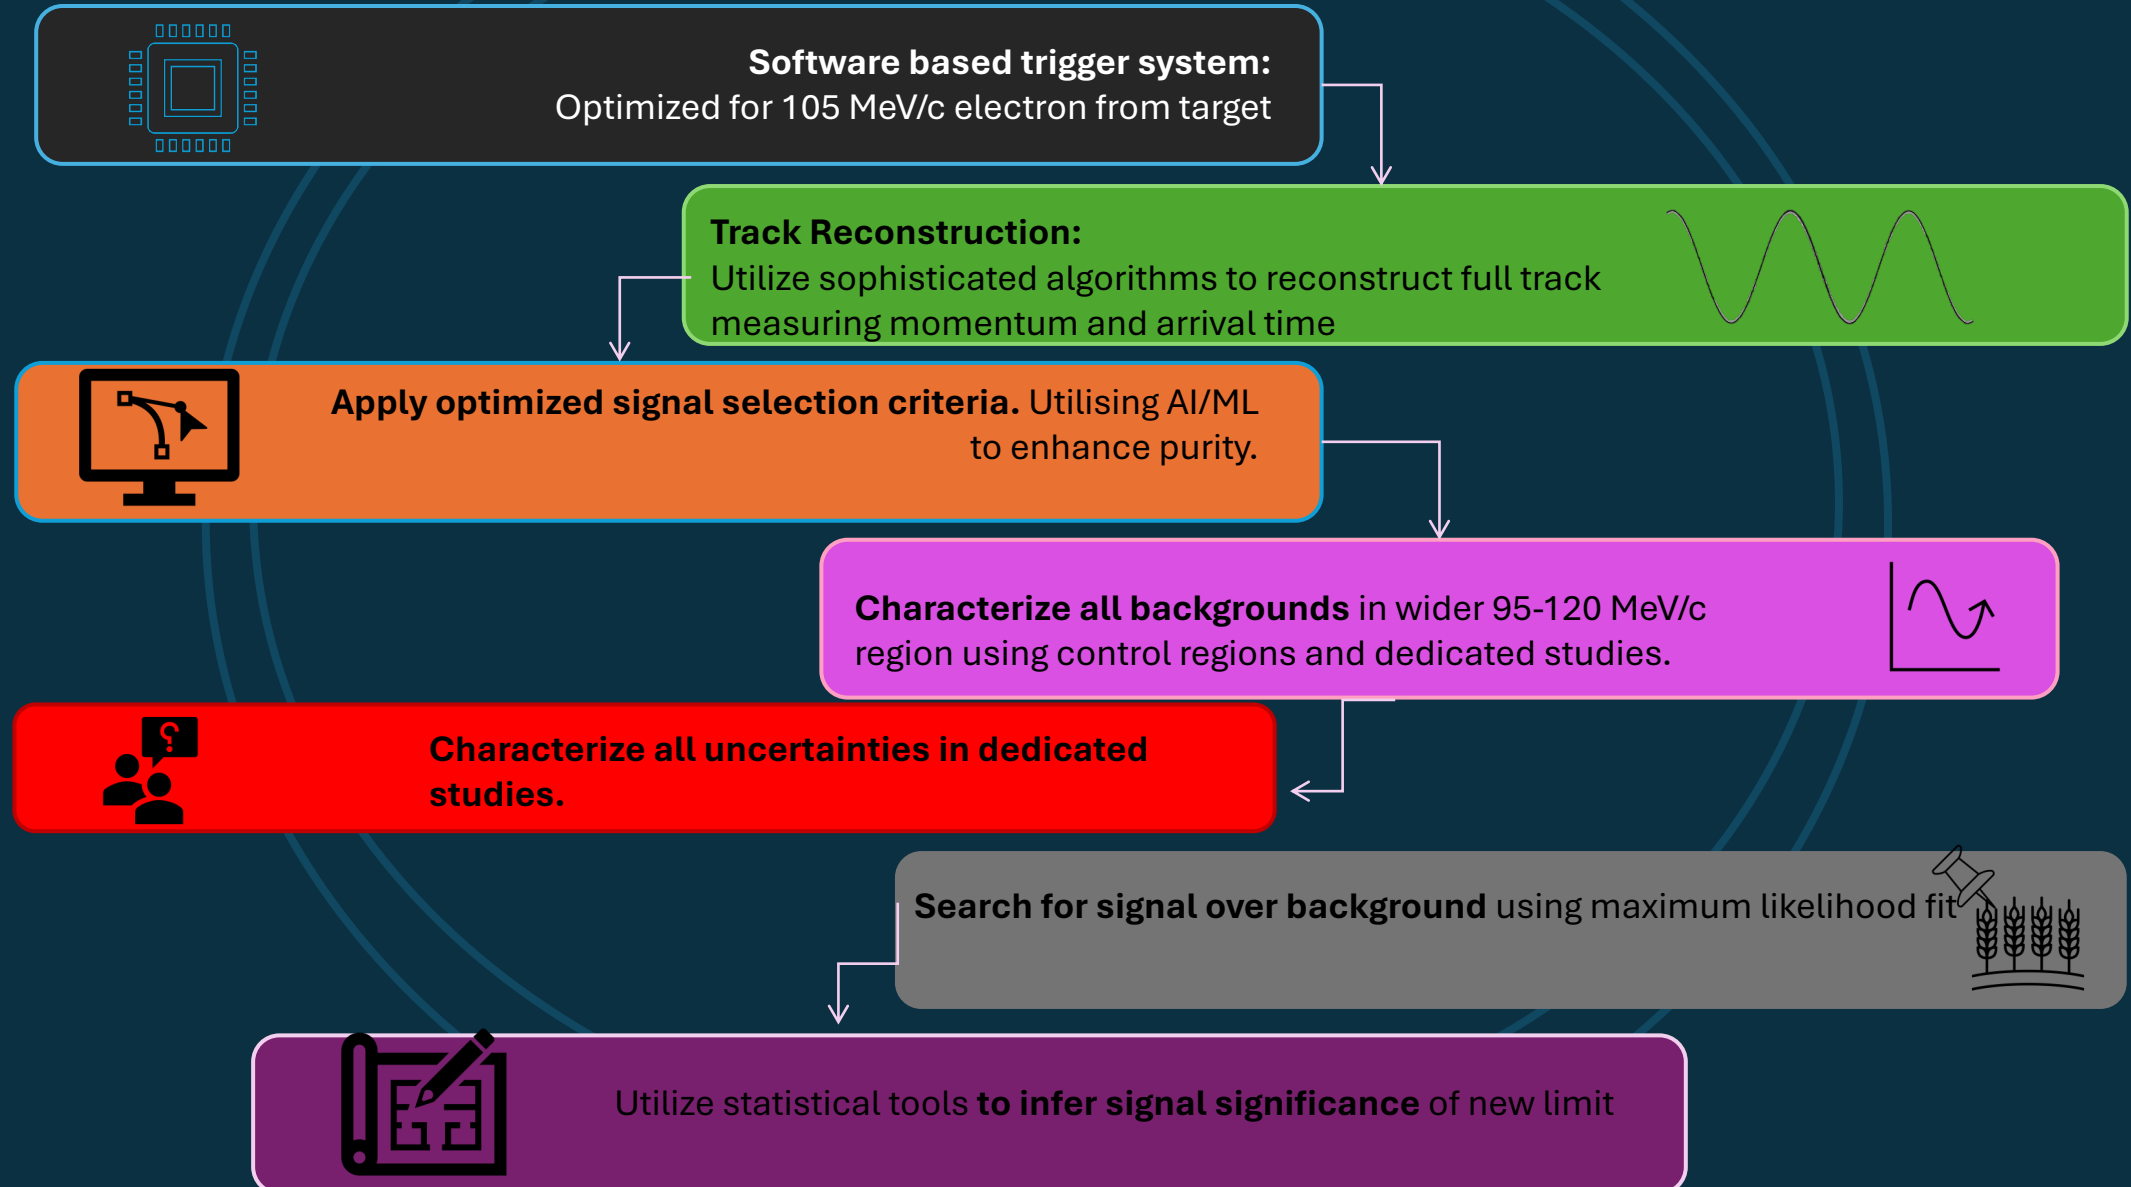 Software based trigger system:
Optimized for 105 MeV/c electron from target
Track Reconstruction:
Utilize sophisticated algorithms to reconstruct full track
measuring momentum and arrival time
Apply optimized signal selection criteria. Utilising AI/ML
to enhance purity.
Characterize all backgrounds in wider 95-120 MeV/c
region using control regions and dedicated studies.
?
Characterize all uncertainties in dedicated
studies.
Search for signal over background using maximum likelihood fit
Utilize statistical tools to infer signal significance of new limit